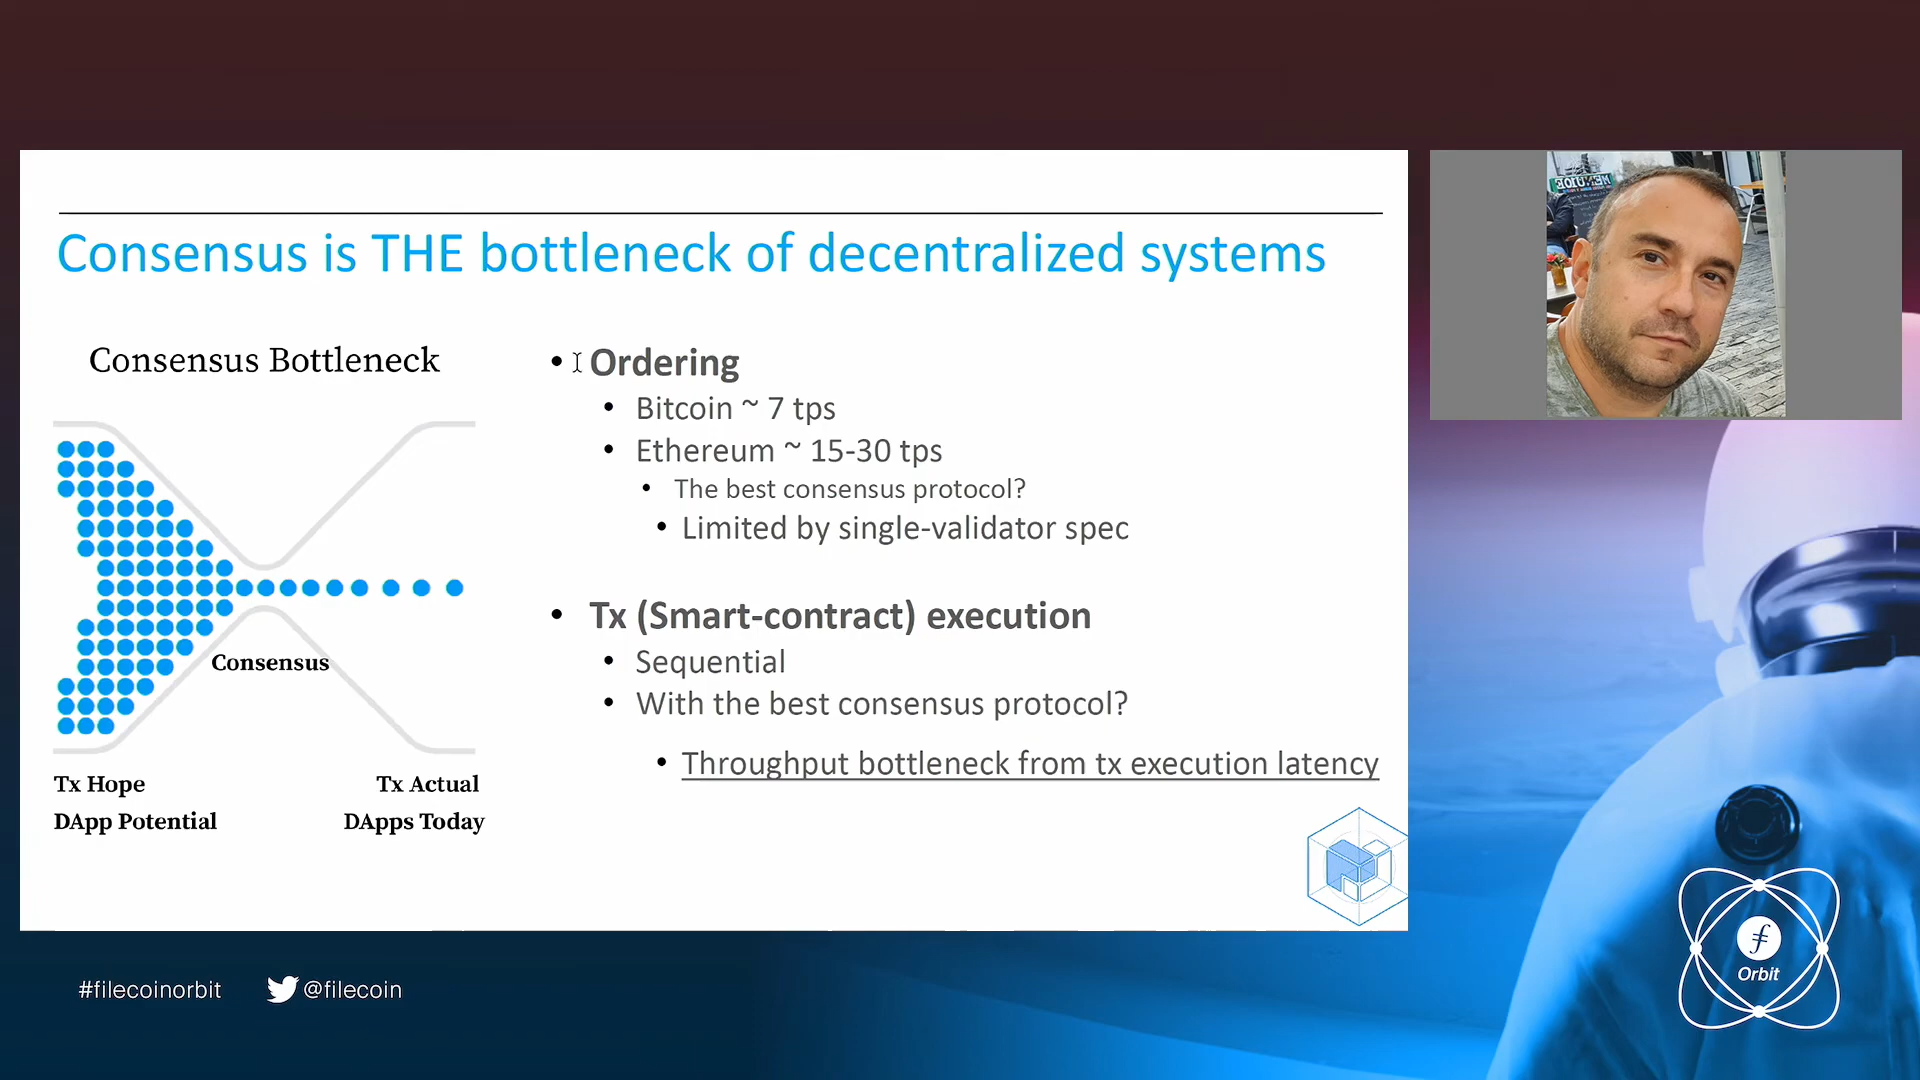 Consensus is THE bottleneck of decentralized systems
Consensus Bottleneck
Consensus
Tx Hope
DApp Potential
Tx Actual
DApps Today
• Ordering
• Bitcoin ~ 7 tps
• Ethereum ~ 15-30 tps
• The best consensus protocol?
• Limited by single-validator spec
• Tx (Smart-contract) execution
• Sequential
• With the best consensus protocol?
• Throughput bottleneck from tx execution latency
#filecoinorbit
@filecoin
Orbit